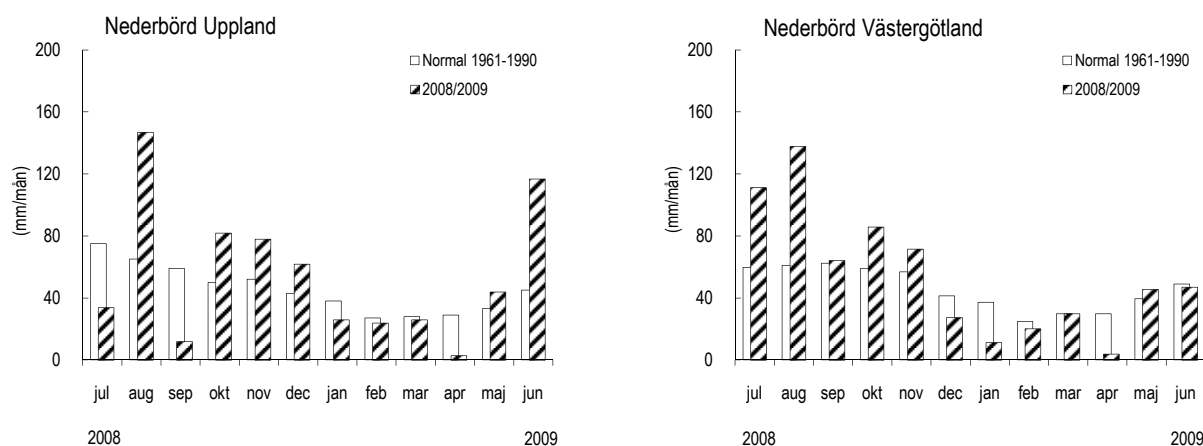 Nederbörd Uppland
200
160
120
80
40
0
(mm/mån)
Normal 1961-1990
2008/2009
jul aug sep okt nov dec jan feb mar apr maj jun
2008 2009
Nederbörd Västergötland
200
160
120
80
40
0
(mm/mån)
Normal 1961-1990
2008/2009
jul aug sep okt nov dec jan feb mar apr maj jun
2008 2009